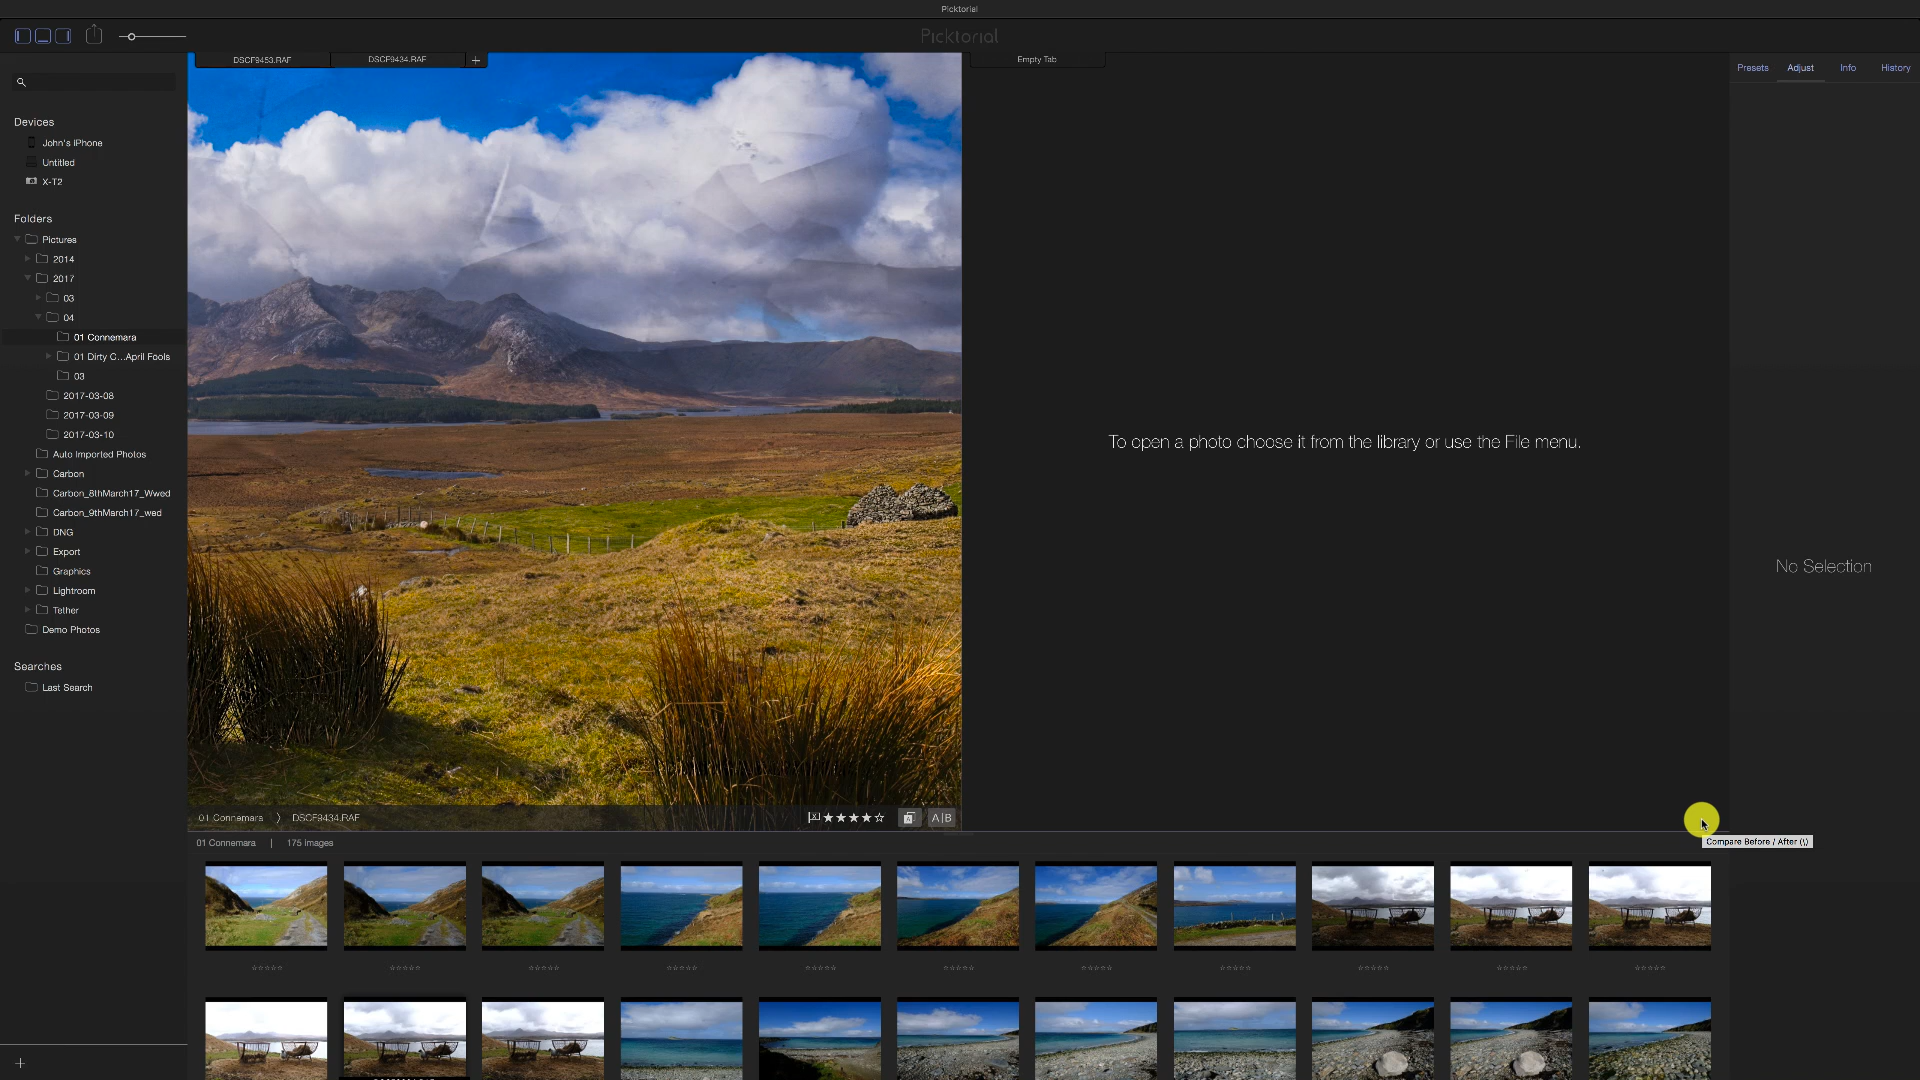 Picktorial
Picktorial
DSCF9453.RAF
DSCF9434.RAF
+
Empty Tab
Presets
Adjust
Info
History
Devices
John's iPhone
Untitled
X-T2
Folders
Pictures
2014
2017
03
04
01 Connemara
01 Dirty C...April Fools
03
2017-03-08
2017-03-09
2017-03-10
Auto Imported Photos
Carbon
Carbon_8thMarch17_Wwed
Carbon_9thMarch17_wed
DNG
Export
Graphics
Lightroom
Tether
Demo Photos
Searches
Last Search
To open a photo choose it from the library or use the File menu.
No Selection
01 Connemara 〉 DSCF9434.RAF
★★★★☆
A|B
Compare Before / After (\)
01 Connemara | 175 images